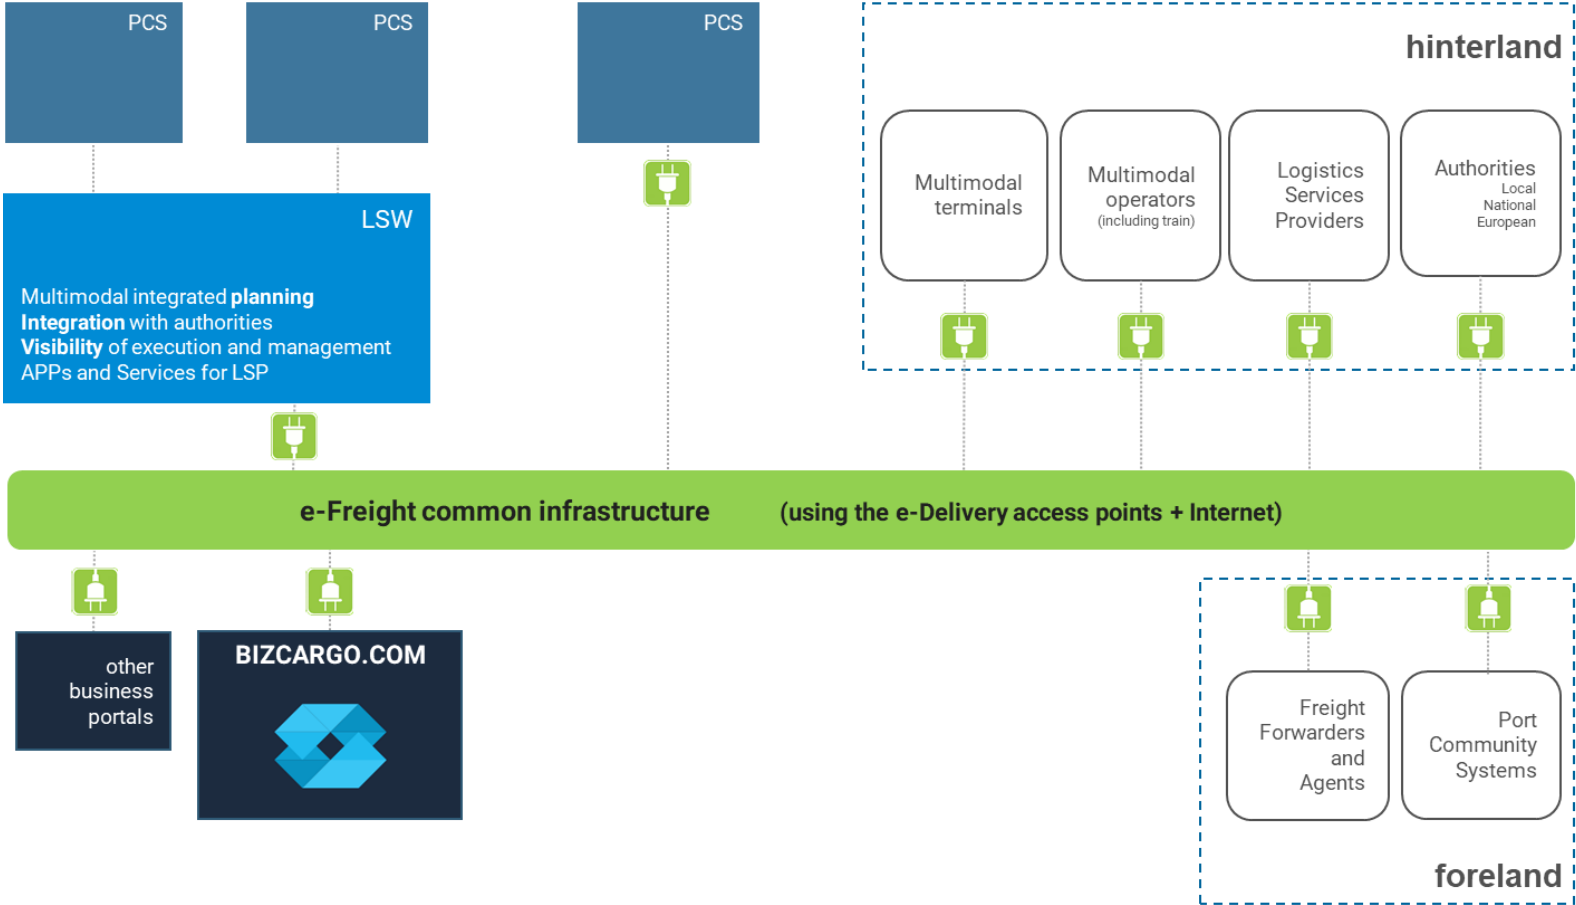 PCS
PCS
PCS
hinterland
LSW
Multimodal integrated planning
Integration with authorities
Visibility of execution and management
APPs and Services for LSP
Multimodal
terminals
Multimodal
operators
(including train)
Logistics
Services
Providers
Authorities
Local
National
European
e-Freight common infrastructure (using the e-Delivery access points + Internet)
other
business
portals
BIZCARGO.COM
Freight
Forwarders
and
Agents
Port
Community
Systems
foreland